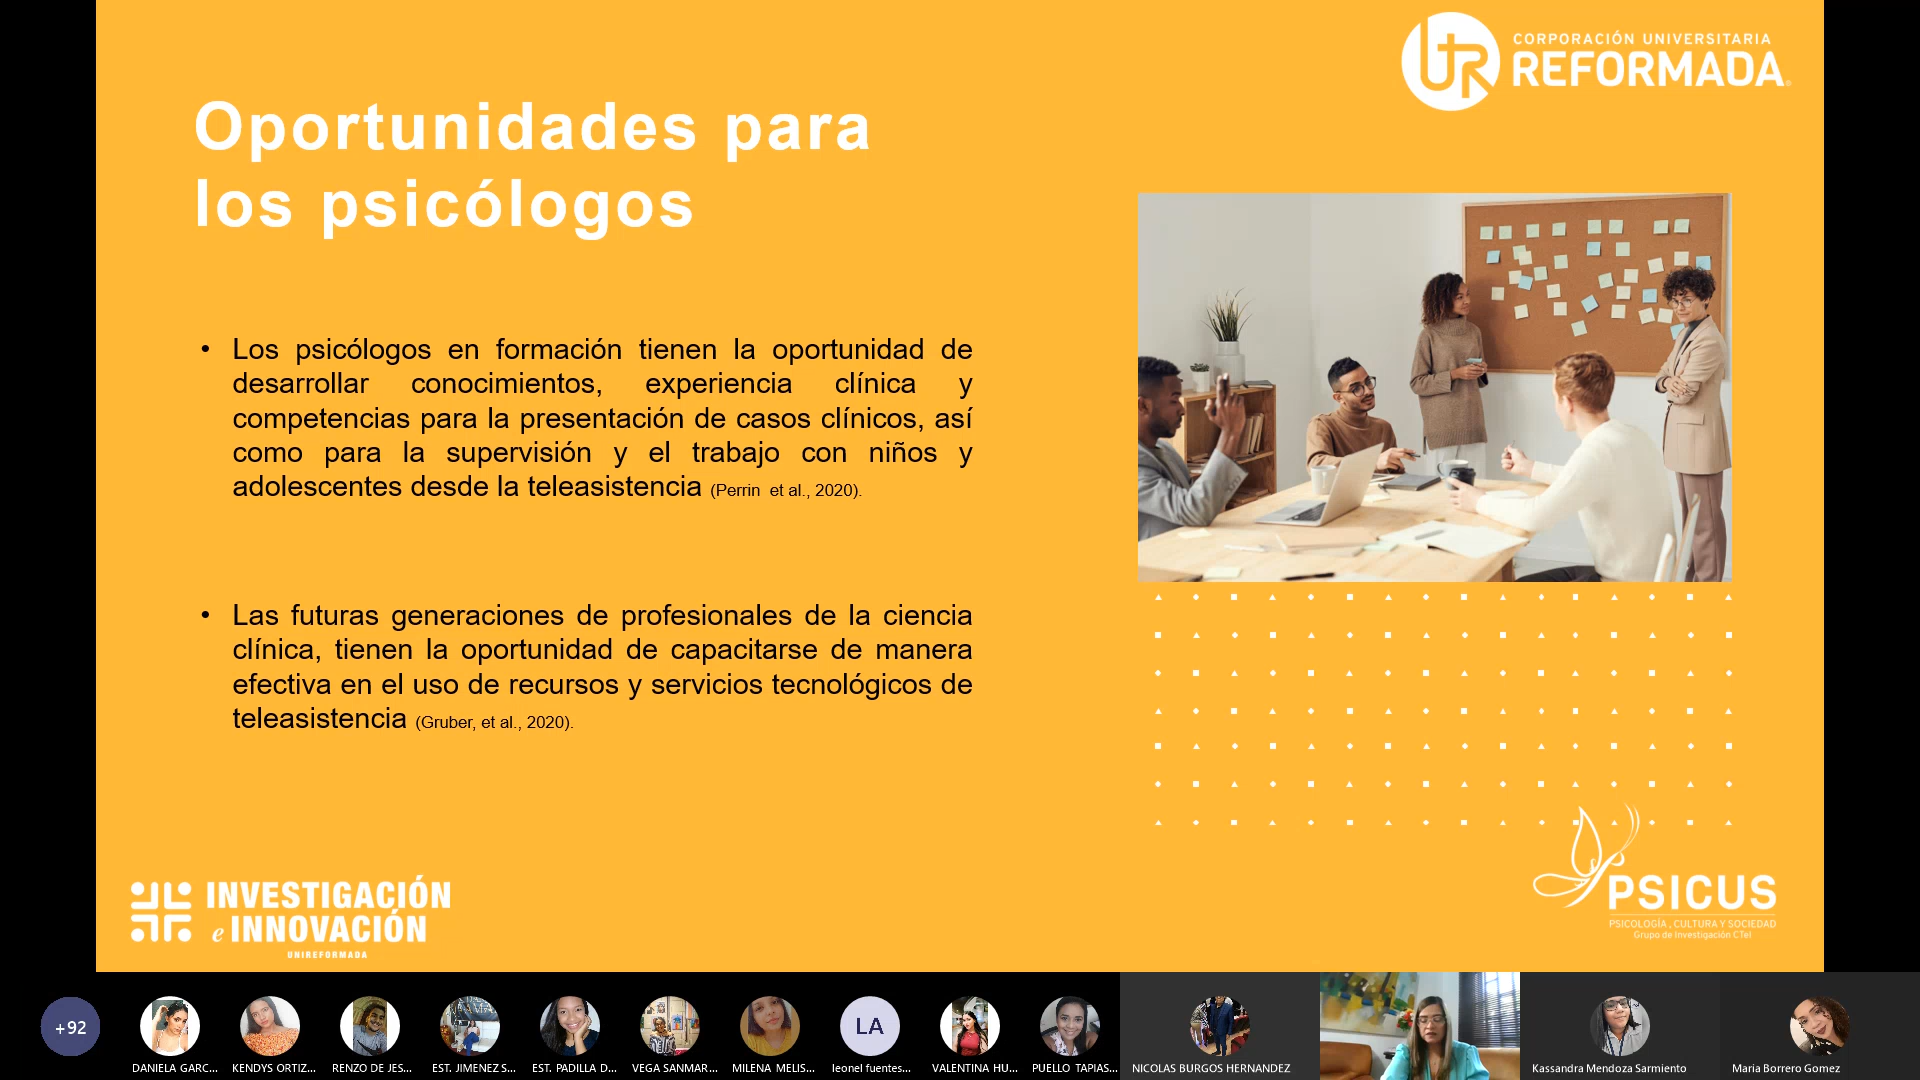 CORPORACIÓN UNIVERSITARIA
REFORMADA
Oportunidades para
los psicólogos
• Los psicólogos en formación tienen la oportunidad de
desarrollar conocimientos, experiencia clínica y
competencias para la presentación de casos clínicos, así
como para la supervisión y el trabajo con niños y
adolescentes desde la teleasistencia (Perrin et al., 2020).
• Las futuras generaciones de profesionales de la ciencia
clínica, tienen la oportunidad de capacitarse de manera
efectiva en el uso de recursos y servicios tecnológicos de
teleasistencia (Gruber, et al., 2020).
INVESTIGACIÓN
e INNOVACIÓN
UNIREFORMADA
PSICUS
PSICOLOGÍA, CULTURA Y SOCIEDAD
Grupo de Investigación CTeI
+92
LA
DANIELA GARC...
KENDYS ORTIZ...
RENZO DE JES...
EST. JIMENEZ S...
EST. PADILLA D...
VEGA SANMAR...
MILENA MELIS...
leonel fuentes...
VALENTINA HU...
PUELLO TAPIAS...
NICOLAS BURGOS HERNANDEZ
Kassandra Mendoza Sarmiento
Maria Borrero Gomez